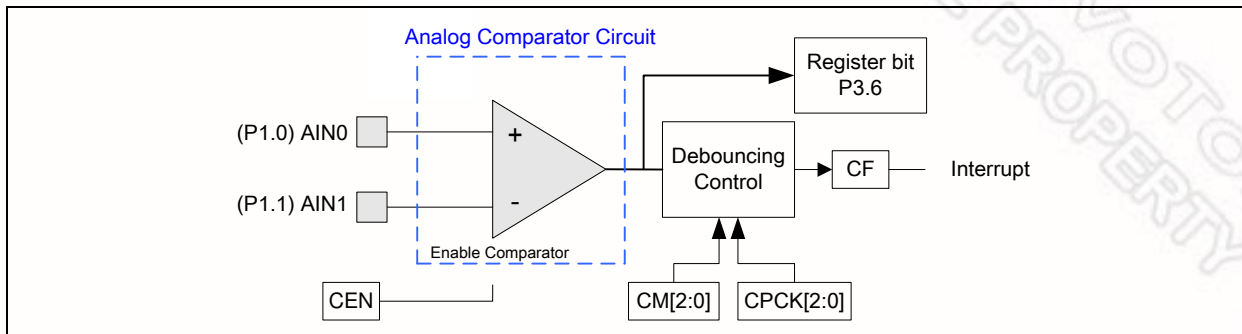 Analog Comparator Circuit
Register bit
P3.6
(P1.0) AIN0
+
Debouncing
Control
CF
Interrupt
(P1.1) AIN1
-
Enable Comparator
CEN
CM[2:0]
CPCK[2:0]
PROPERTY